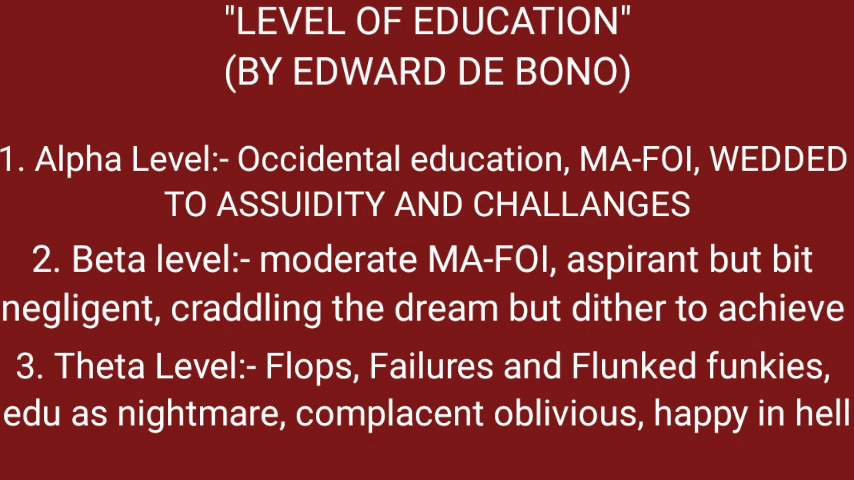 "LEVEL OF EDUCATION"
(BY EDWARD DE BONO)
1. Alpha Level:- Occidental education, MA-FOI, WEDDED
TO ASSUIDITY AND CHALLANGES
2. Beta level:- moderate MA-FOI, aspirant but bit
negligent, craddling the dream but dither to achieve
3. Theta Level:- Flops, Failures and Flunked funkies,
edu as nightmare, complacent oblivious, happy in hell